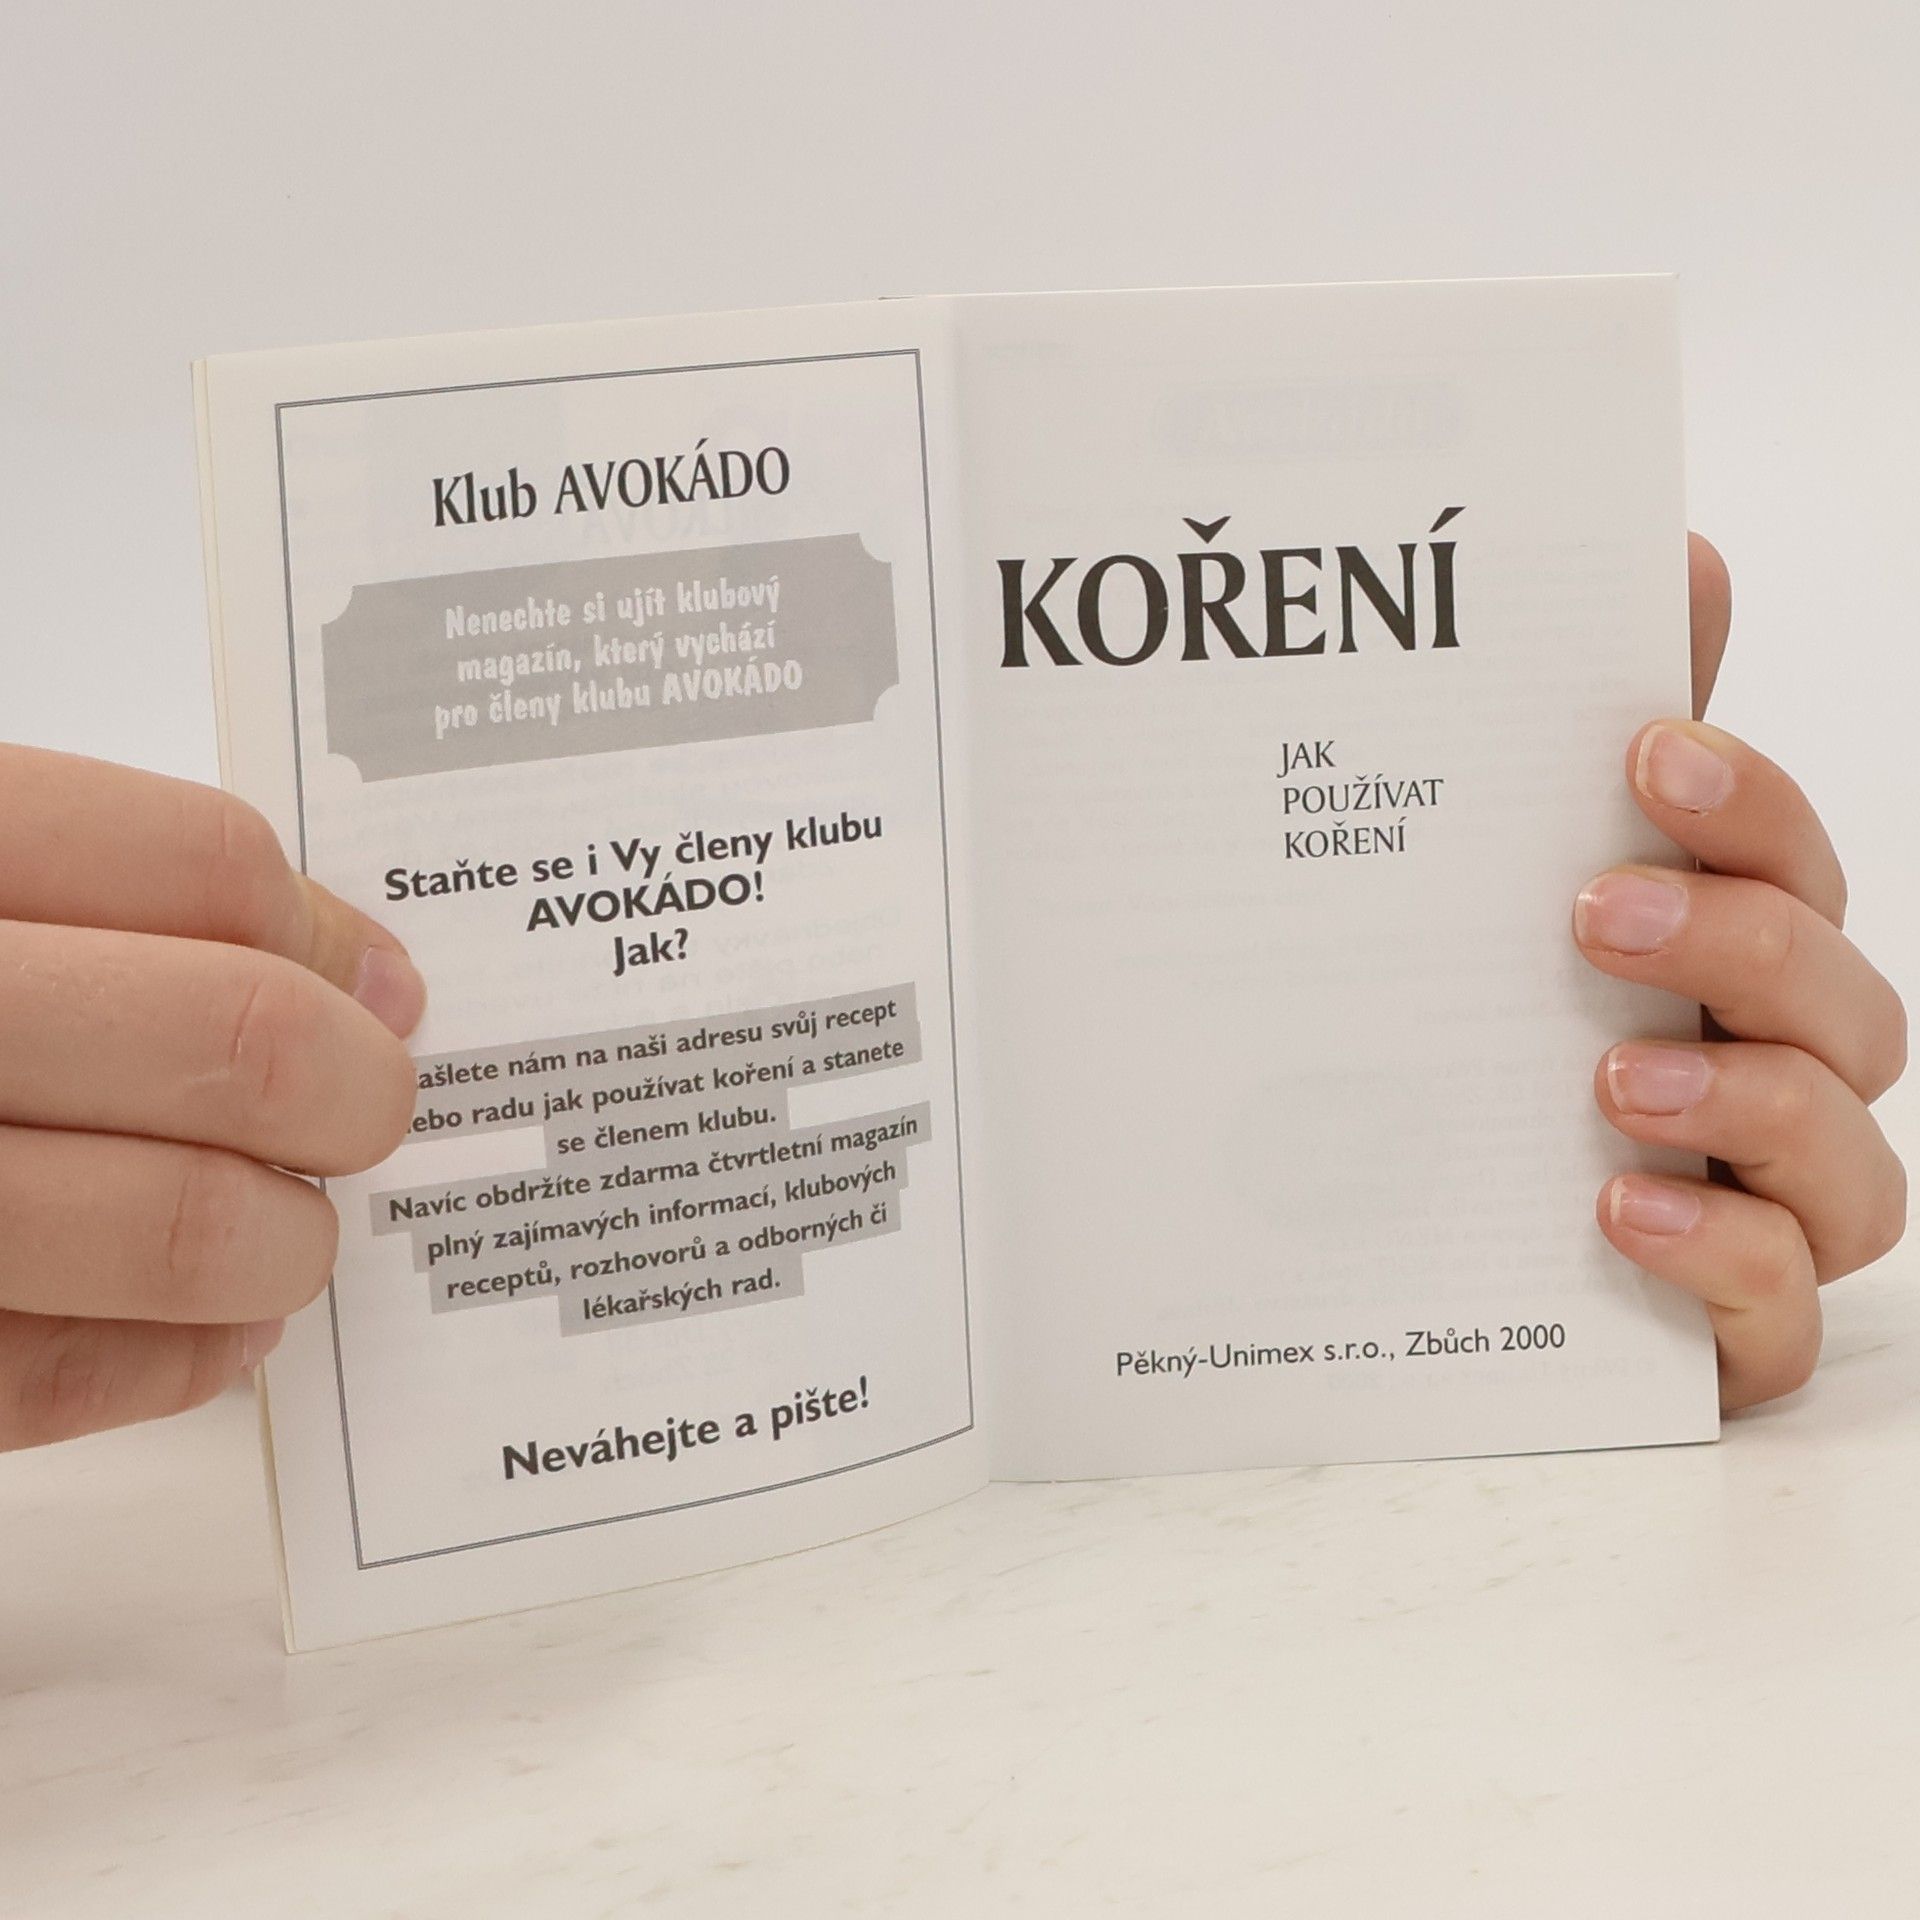 Klub AVOKÁDO
Nenechte si ujít klubový
magazín, který vychází
pro členy klubu AVOKÁDO
Staňte se i Vy členy klubu
AVOKÁDO!
Jak?
ašlete nám na naši adresu svůj recept
ebo radu jak používat koření a stanete
se členem klubu.
Navíc obdržíte zdarma čtvrtletní magazín
plný zajímavých informací, klubových
receptů, rozhovorů a odborných či
lékařských rad.
Neváhejte a pište!
KOŘENÍ
JAK
POUŽÍVAT
KOŘENÍ
Pěkný-Unimex s.r.o., Zbůch 2000